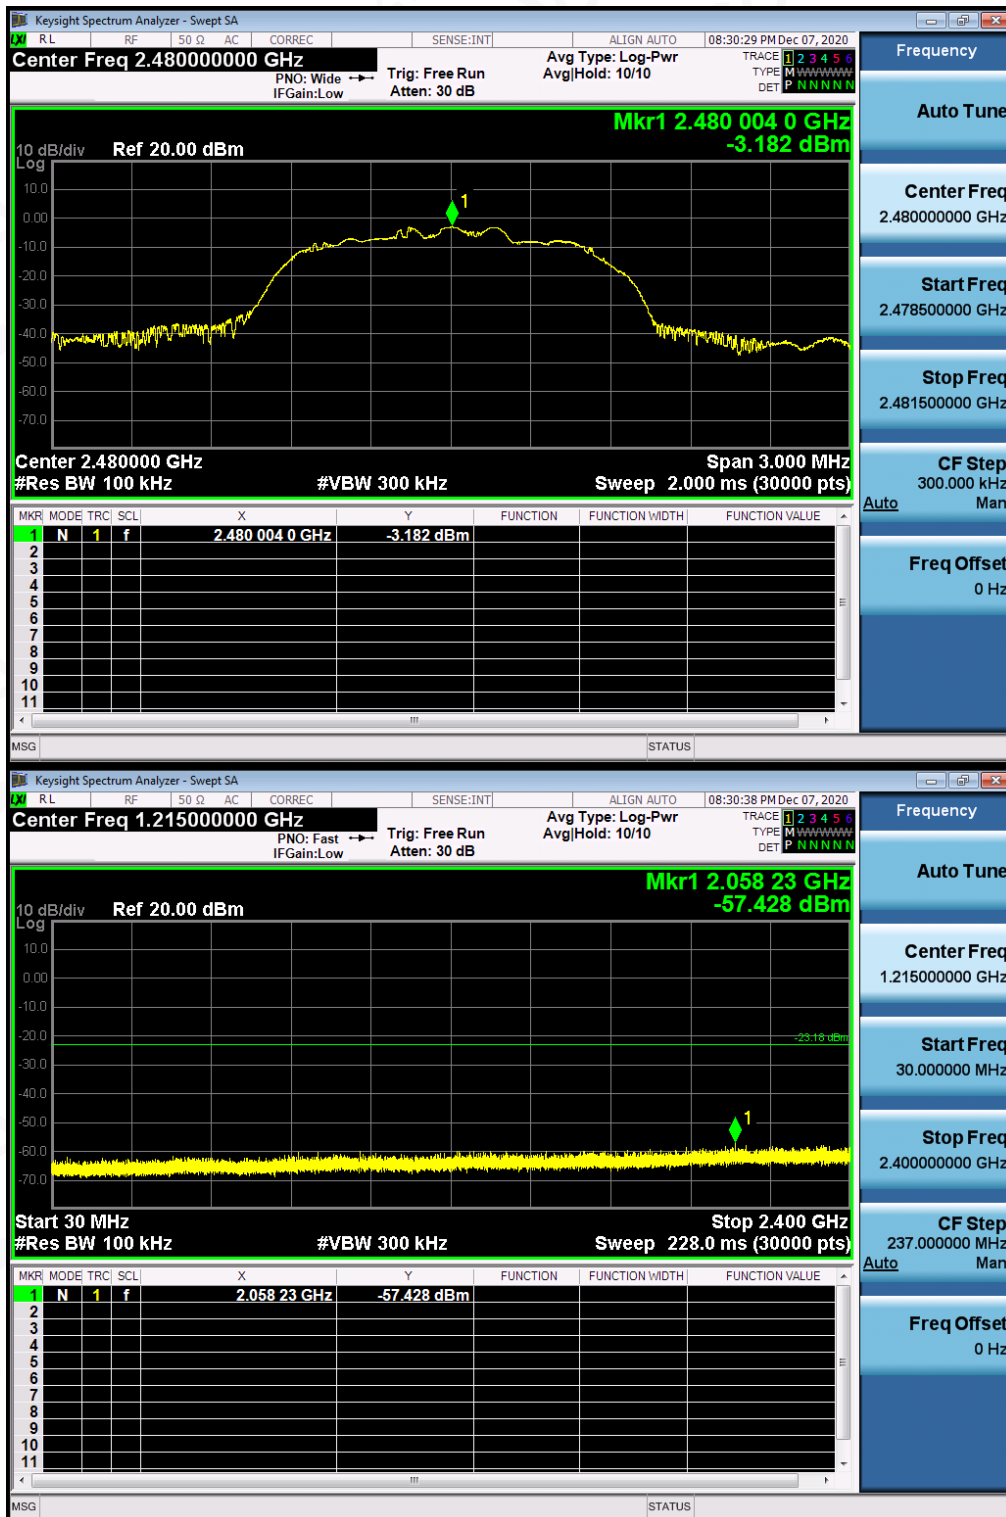 Keysight Spectrum Analyzer - Swept SA
LXI RL RF 50 Ω AC CORREC SENSE:INT ALIGN AUTO 08:30:29 PM Dec 07, 2020
Center Freq 2.480000000 GHz
PNO: Wide
IFGain:Low
Trig: Free Run
Atten: 30 dB
Avg Type: Log-Pwr
Avg|Hold: 10/10
TRACE 1 2 3 4 5 6
TYPE M WWWWW
DET P N N N N N
Mkr1 2.480 004 0 GHz
-3.182 dBm
10 dB/div Ref 20.00 dBm
Log
10.0
0.00
-10.0
-20.0
-30.0
-40.0
-50.0
-60.0
-70.0
1
Center 2.480000 GHz Span 3.000 MHz
#Res BW 100 kHz #VBW 300 kHz Sweep 2.000 ms (30000 pts)
MKR MODE TRC SCL X Y FUNCTION FUNCTION WIDTH FUNCTION VALUE
1 N 1 f 2.480 004 0 GHz -3.182 dBm
2
3
4
5
6
7
8
9
10
11
MSG STATUS
Frequency
Auto Tune
Center Freq
2.480000000 GHz
Start Freq
2.478500000 GHz
Stop Freq
2.481500000 GHz
CF Step
300.000 kHz
Auto Man
Freq Offset
0 Hz
Keysight Spectrum Analyzer - Swept SA
LXI RL RF 50 Ω AC CORREC SENSE:INT ALIGN AUTO 08:30:38 PM Dec 07, 2020
Center Freq 1.215000000 GHz
PNO: Fast
IFGain:Low
Trig: Free Run
Atten: 30 dB
Avg Type: Log-Pwr
Avg|Hold: 10/10
TRACE 1 2 3 4 5 6
TYPE M WWWWW
DET P N N N N N
Mkr1 2.058 23 GHz
-57.428 dBm
10 dB/div Ref 20.00 dBm
Log
10.0
0.00
-10.0
-20.0
-30.0
-40.0
-50.0
-60.0
-70.0
-23.18 dBm
1
Start 30 MHz Stop 2.400 GHz
#Res BW 100 kHz #VBW 300 kHz Sweep 228.0 ms (30000 pts)
MKR MODE TRC SCL X Y FUNCTION FUNCTION WIDTH FUNCTION VALUE
1 N 1 f 2.058 23 GHz -57.428 dBm
2
3
4
5
6
7
8
9
10
11
MSG STATUS
Frequency
Auto Tune
Center Freq
1.215000000 GHz
Start Freq
30.000000 MHz
Stop Freq
2.400000000 GHz
CF Step
237.000000 MHz
Auto Man
Freq Offset
0 Hz